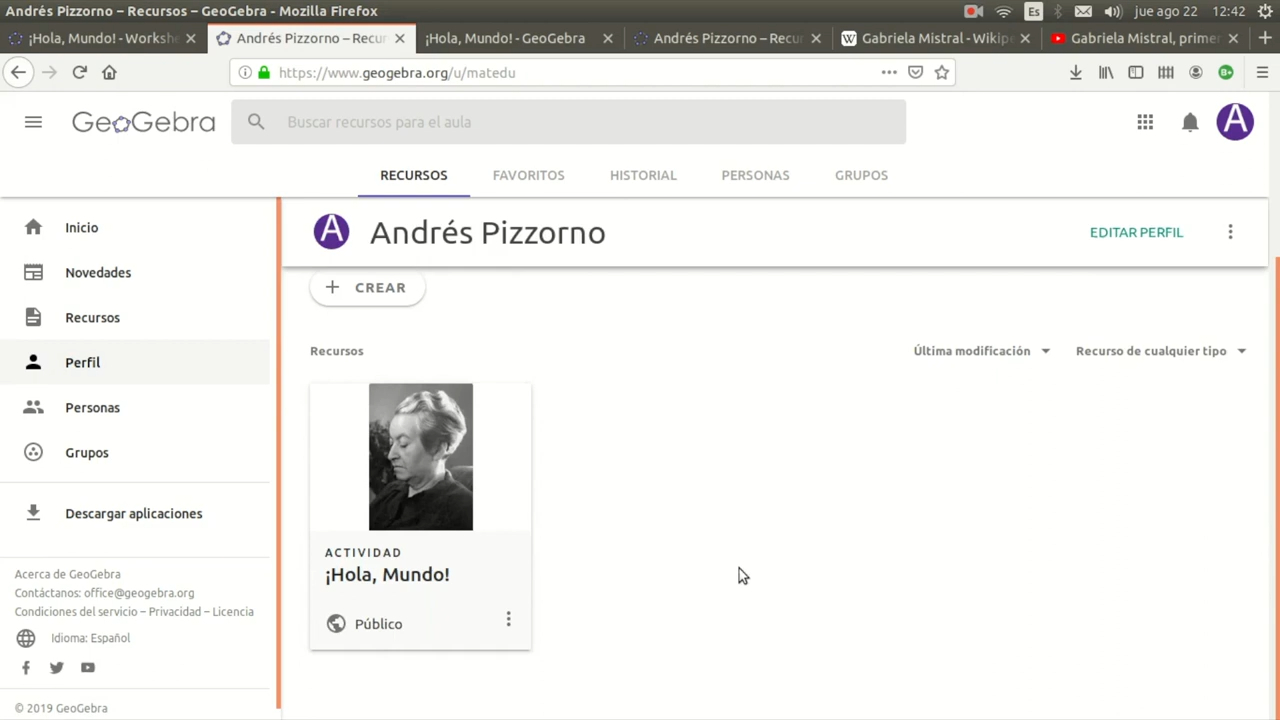 Andrés Pizzorno – Recursos – GeoGebra - Mozilla Firefox
Es
jue ago 22
12:42
¡Hola, Mundo! - Workshe
Andrés Pizzorno – Recur
¡Hola, Mundo! - GeoGebra
Andrés Pizzorno – Recur
Gabriela Mistral - Wikipe
Gabriela Mistral, primer
https://www.geogebra.org/u/matedu
B+
GeoGebra
Buscar recursos para el aula
A
RECURSOS
FAVORITOS
HISTORIAL
PERSONAS
GRUPOS
Inicio
Novedades
Recursos
Perfil
Personas
Grupos
Descargar aplicaciones
Acerca de GeoGebra
Contáctanos: office@geogebra.org
Condiciones del servicio – Privacidad – Licencia
Idioma: Español
© 2019 GeoGebra
A
Andrés Pizzorno
EDITAR PERFIL
+ CREAR
Recursos
Última modificación
Recurso de cualquier tipo
ACTIVIDAD
¡Hola, Mundo!
Público